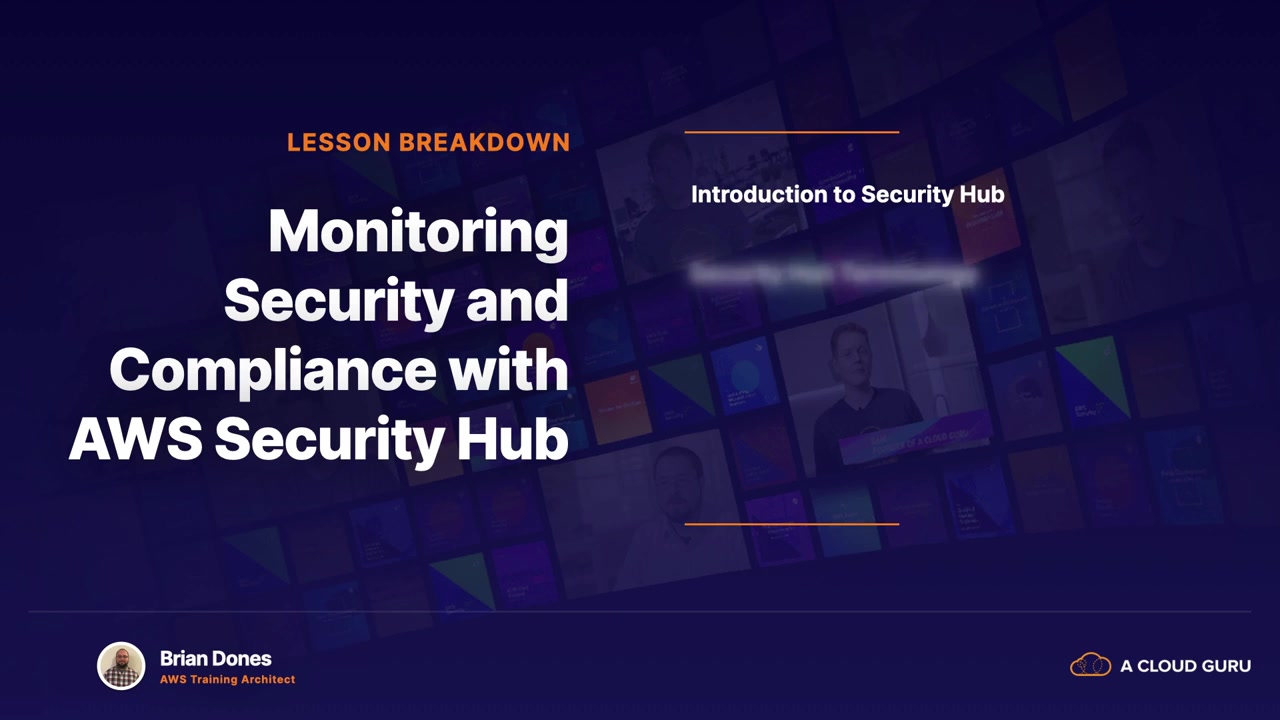 LESSON BREAKDOWN
Monitoring
Security and
Compliance with
AWS Security Hub
Introduction to Security Hub
Brian Dones
AWS Training Architect
A CLOUD GURU